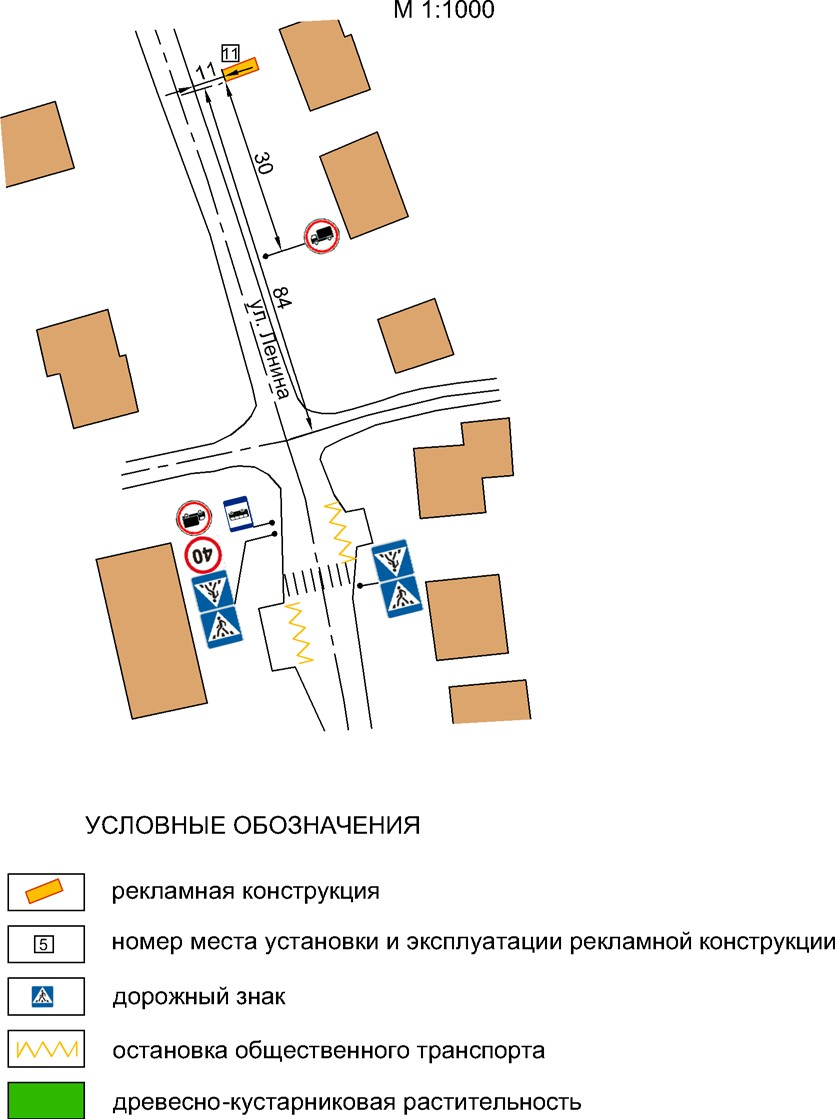 М 1:1000
11
11
30
84
ул. Ленина
40
УСЛОВНЫЕ ОБОЗНАЧЕНИЯ
рекламная конструкция
5
номер места установки и эксплуатации рекламной конструкции
дорожный знак
остановка общественного транспорта
древесно-кустарниковая растительность